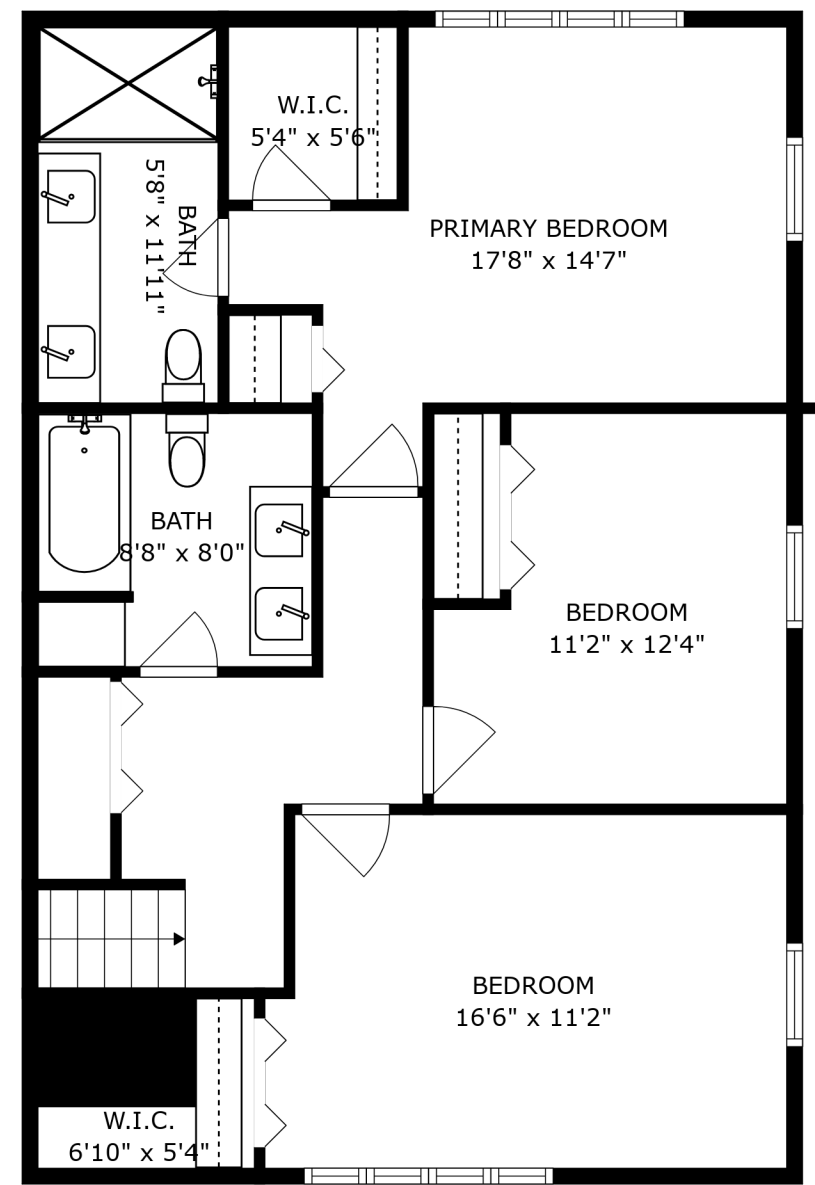 W.I.C.
5'4" x 5'6"
BATH
5'8" x 11'11"
PRIMARY BEDROOM
17'8" x 14'7"
BATH
8'8" x 8'0"
BEDROOM
11'2" x 12'4"
BEDROOM
16'6" x 11'2"
W.I.C.
6'10" x 5'4"